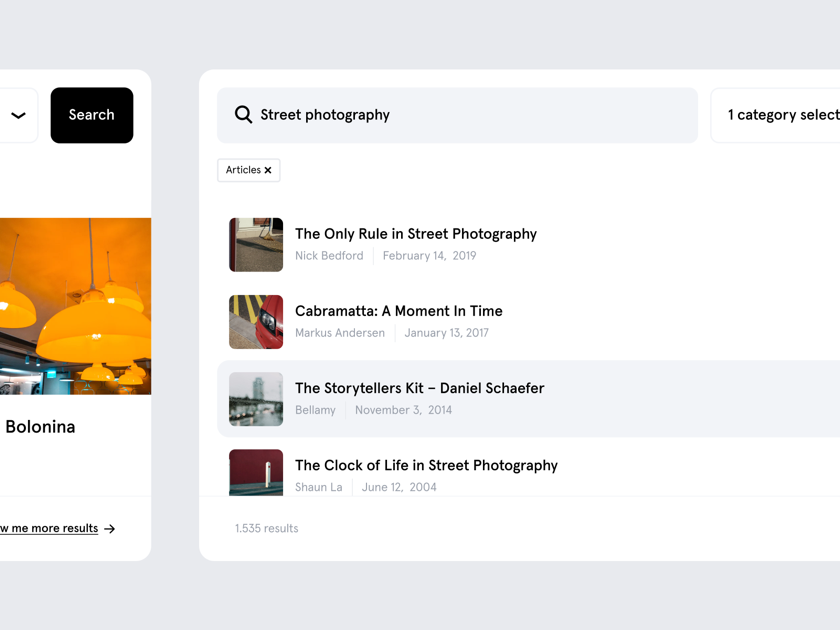 Search
Bolonina
w me more results
Street photography
1 category select
Articles
The Only Rule in Street Photography
Nick Bedford February 14, 2019
Cabramatta: A Moment In Time
Markus Andersen January 13, 2017
The Storytellers Kit – Daniel Schaefer
Bellamy November 3, 2014
The Clock of Life in Street Photography
Shaun La June 12, 2004
1.535 results